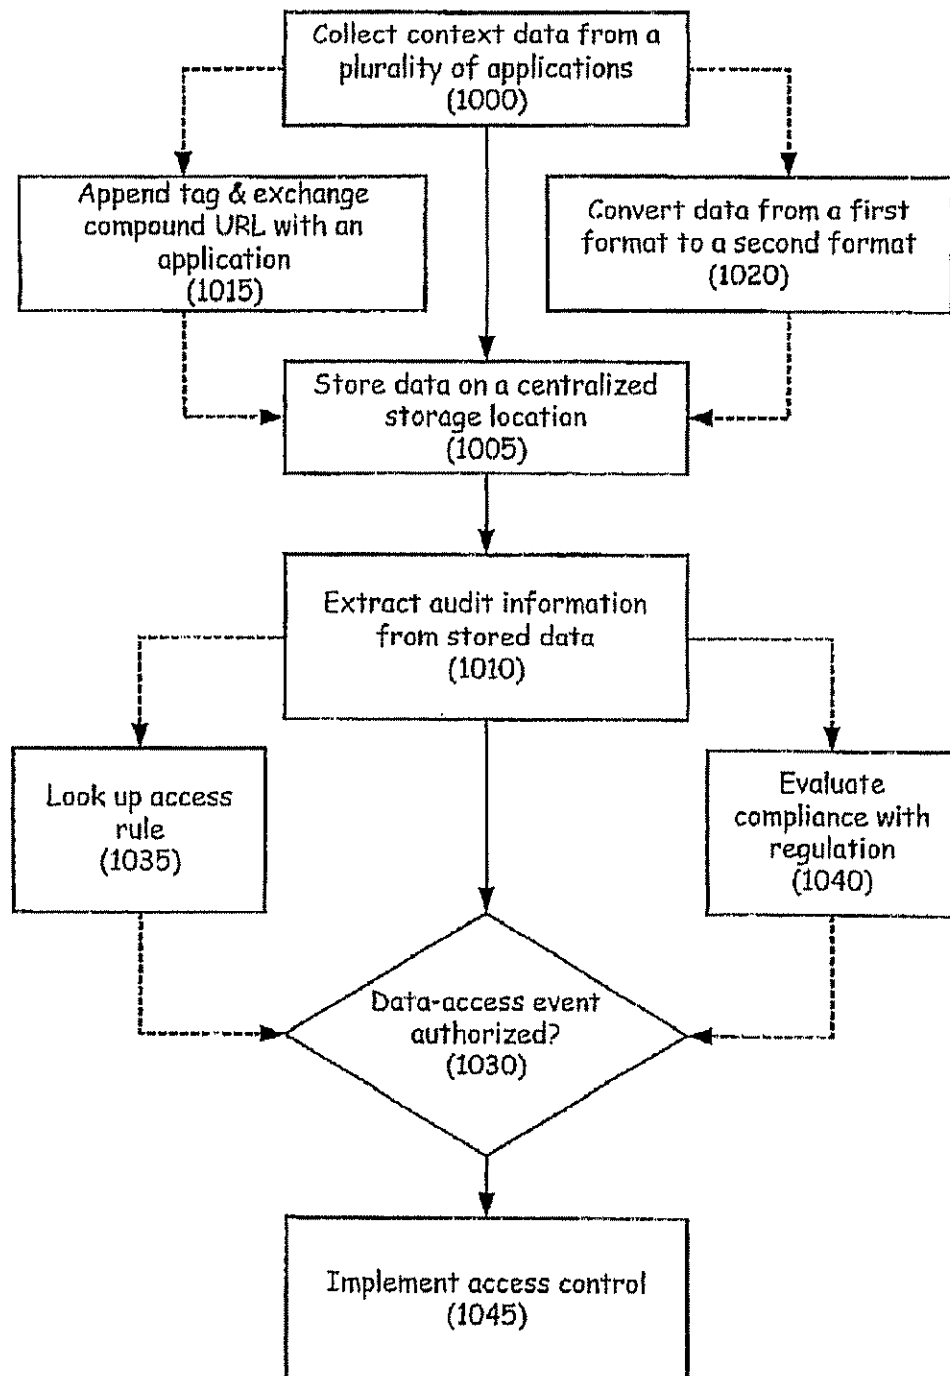 Collect context data from a
plurality of applications
(1000)
Append tag & exchange
compound URL with an
application
(1015)
Convert data from a first
format to a second format
(1020)
Store data on a centralized
storage location
(1005)
Extract audit information
from stored data
(1010)
Look up access
rule
(1035)
Evaluate
compliance with
regulation
(1040)
Data-access event
authorized?
(1030)
Implement access control
(1045)